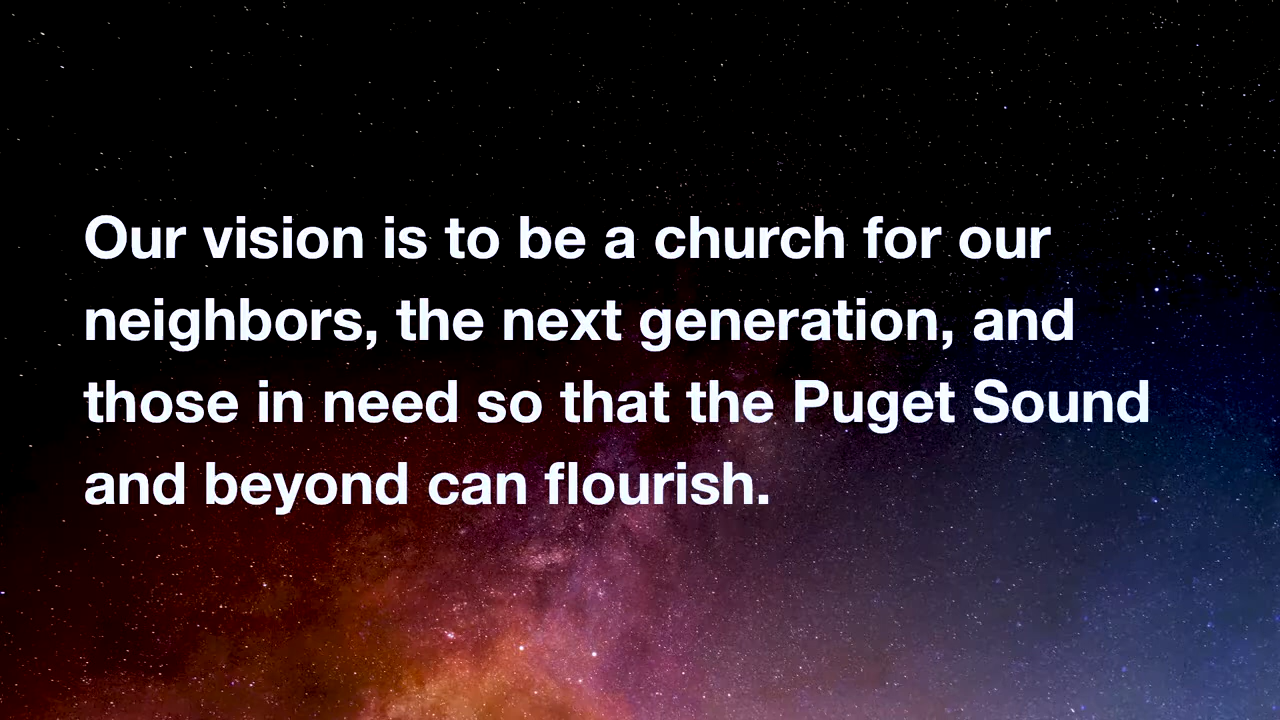 Our vision is to be a church for our
neighbors, the next generation, and
those in need so that the Puget Sound
and beyond can flourish.